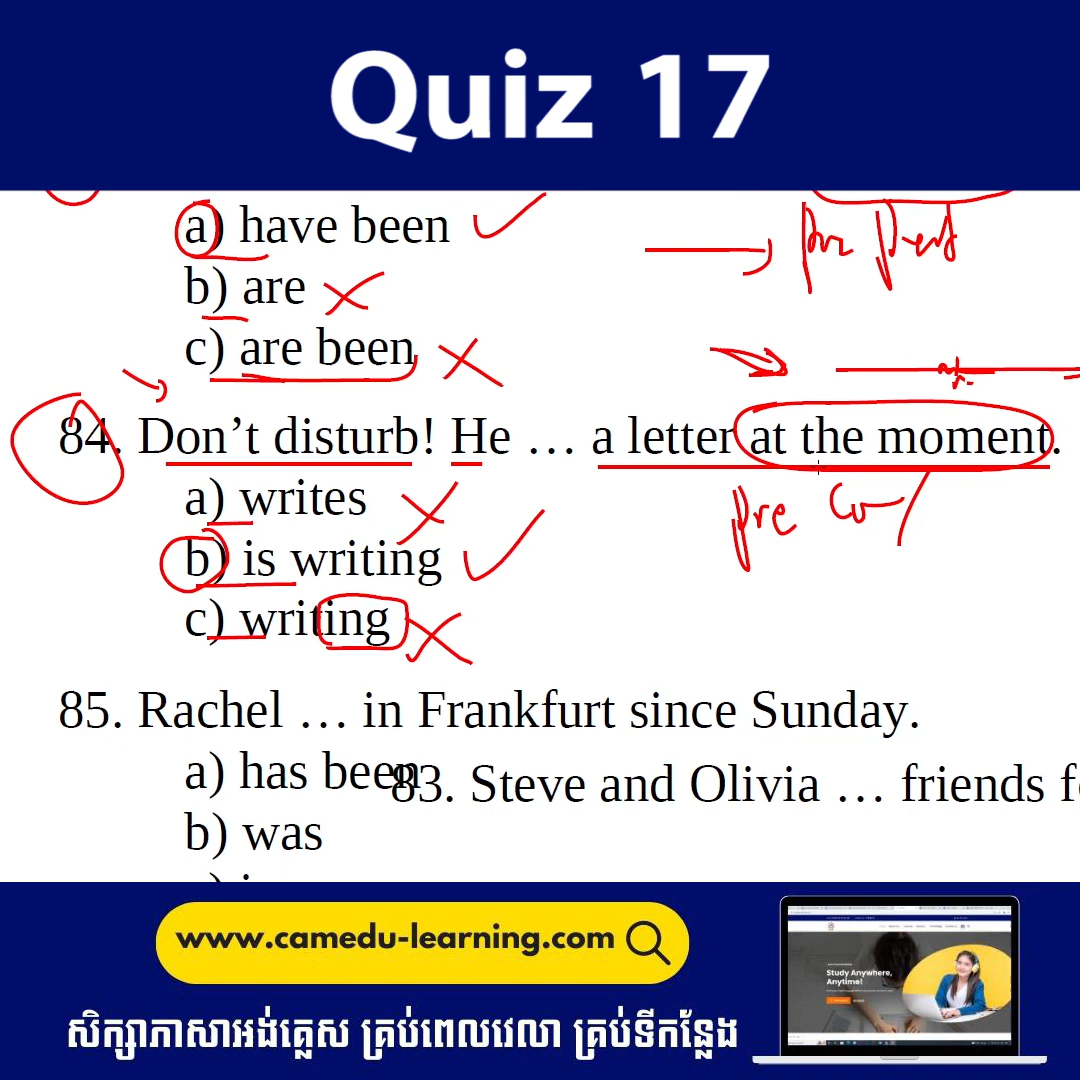 Quiz 17
a) have been
b) are
c) are been
84. Don’t disturb! He … a letter at the moment.
pre
a) writes
b) is writing
c) writing
85. Rachel … in Frankfurt since Sunday.
a) has been
83. Steve and Olivia … friends f
b) was
www.camedu-learning.com
Study Anywhere,
Anytime!
សិក្សាភាសាអង់គ្លេស គ្រប់ពេលវេលា គ្រប់ទីកន្លែង